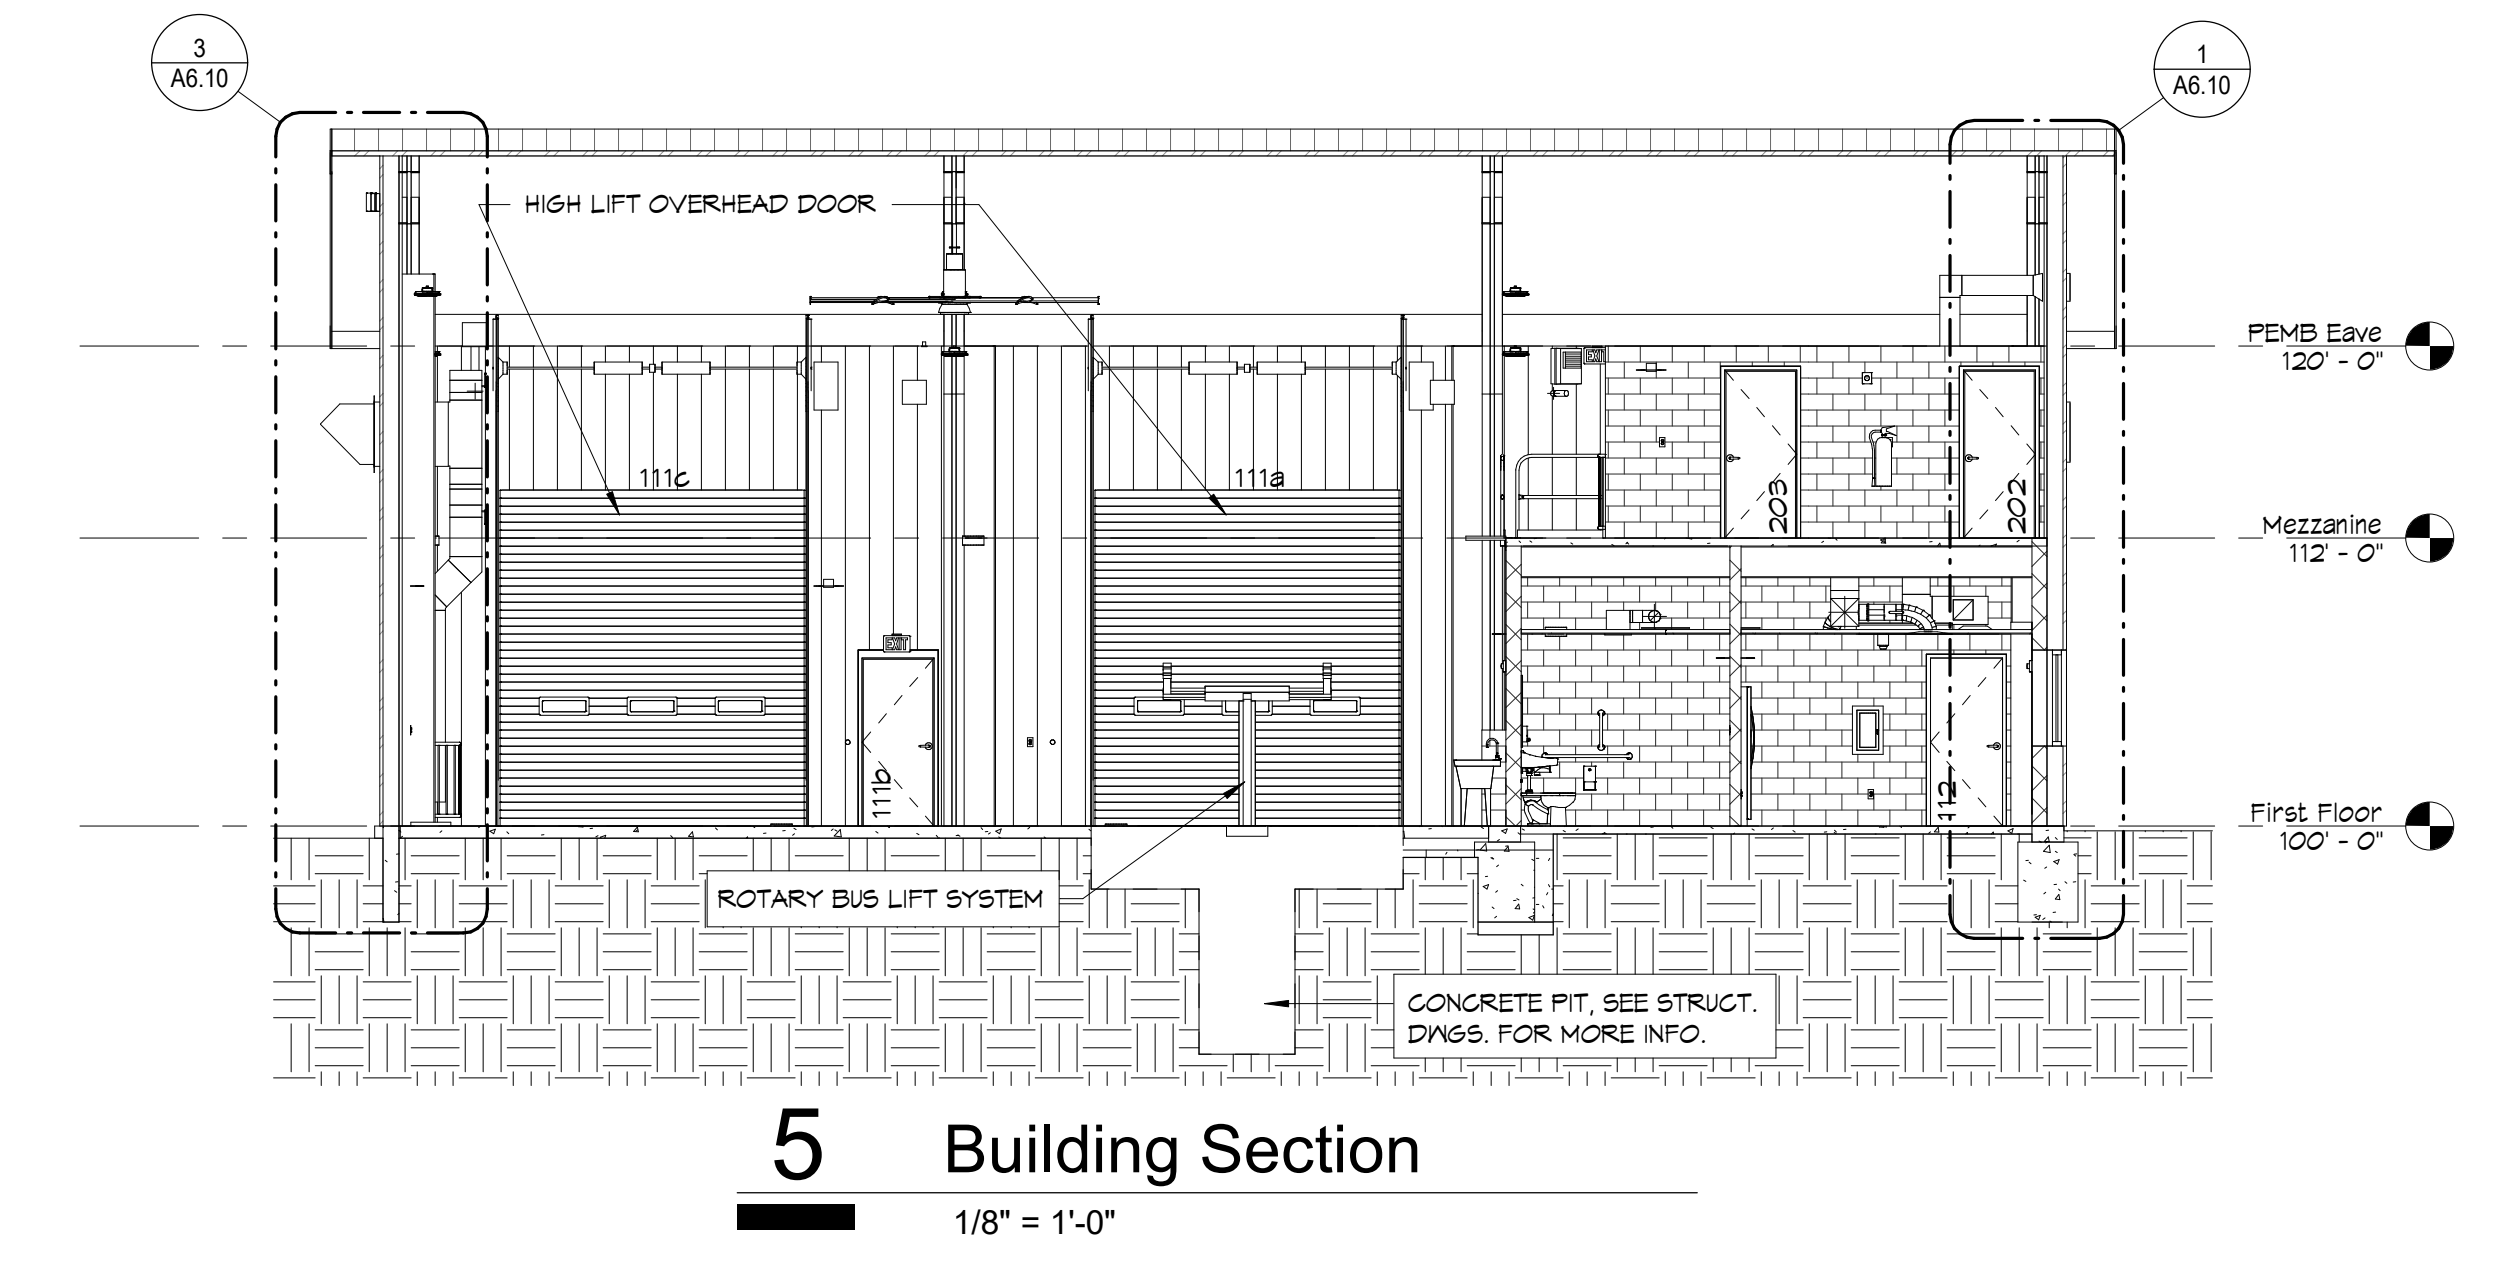 3
A6.10
1
A6.10
HIGH LIFT OVERHEAD DOOR
PEMB Eave
120' - 0"
EXIT
111c
111a
203
202
Mezzanine
112' - 0"
EXIT
111b
112
First Floor
100' - 0"
ROTARY BUS LIFT SYSTEM
CONCRETE PIT, SEE STRUCT.
DWGS. FOR MORE INFO.
5 Building Section
1/8" = 1'-0"